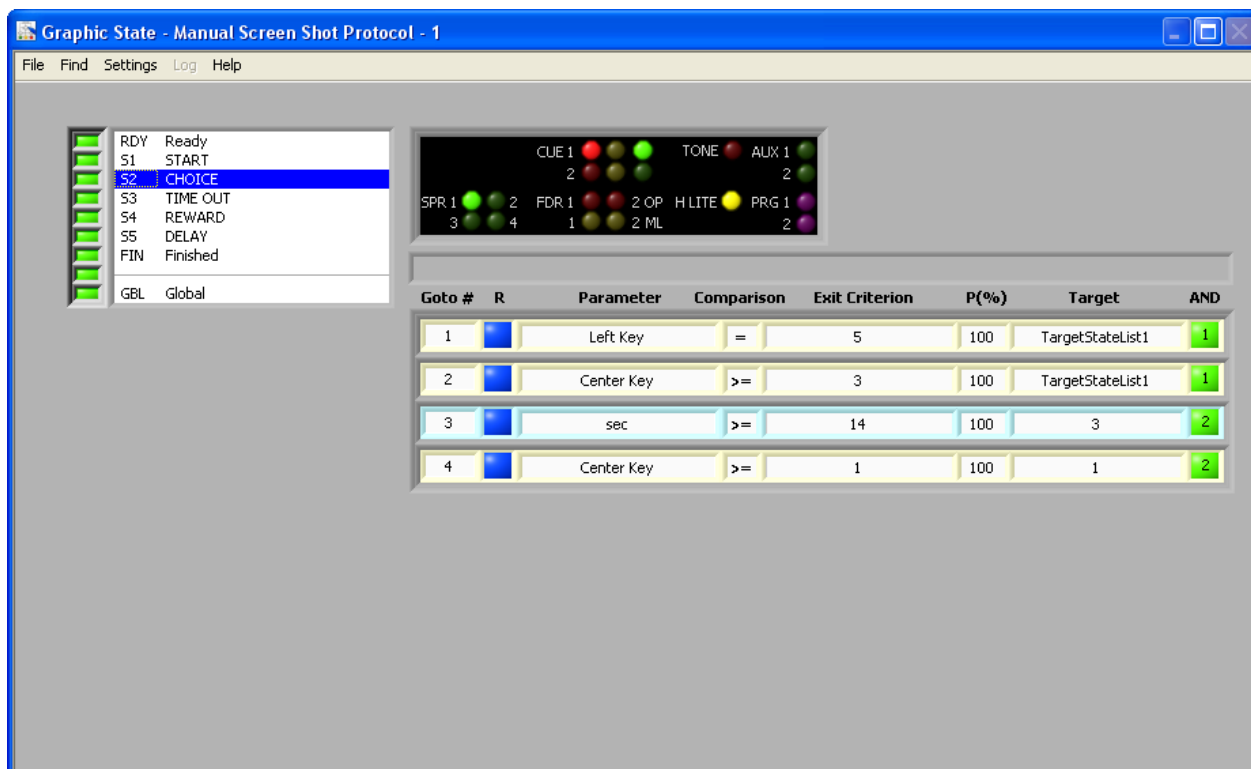 Graphic State - Manual Screen Shot Protocol - 1
File Find Settings Log Help
RDY Ready
S1 START
S2 CHOICE
S3 TIME OUT
S4 REWARD
S5 DELAY
FIN Finished
GBL Global
CUE 1 TONE AUX 1
2 2
SPR 1 2 FDR 1 2 OP H LITE PRG 1
3 4 1 2 ML 2
Goto # R Parameter Comparison Exit Criterion P(%) Target AND
1 Left Key = 5 100 TargetStateList1 1
2 Center Key >= 3 100 TargetStateList1 1
3 sec >= 14 100 3 2
4 Center Key >= 1 100 1 2